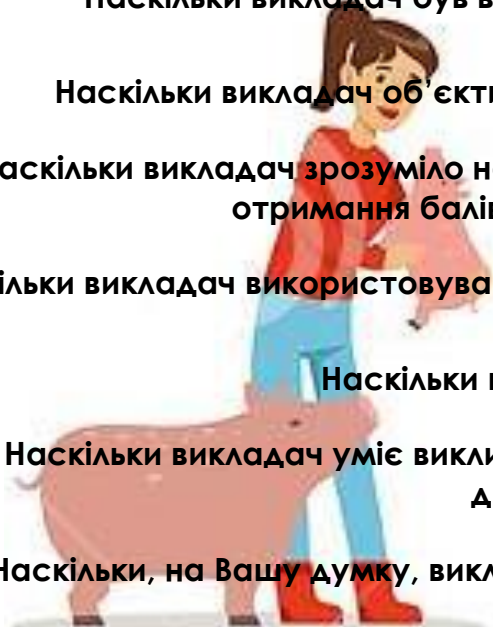 Наскільки викладач був в
Наскільки викладач об’єкти
аскільки викладач зрозуміло н
отримання балі
ільки викладач використовува
Наскільки
Наскільки викладач уміє викли
д
Наскільки, на Вашу думку, викл